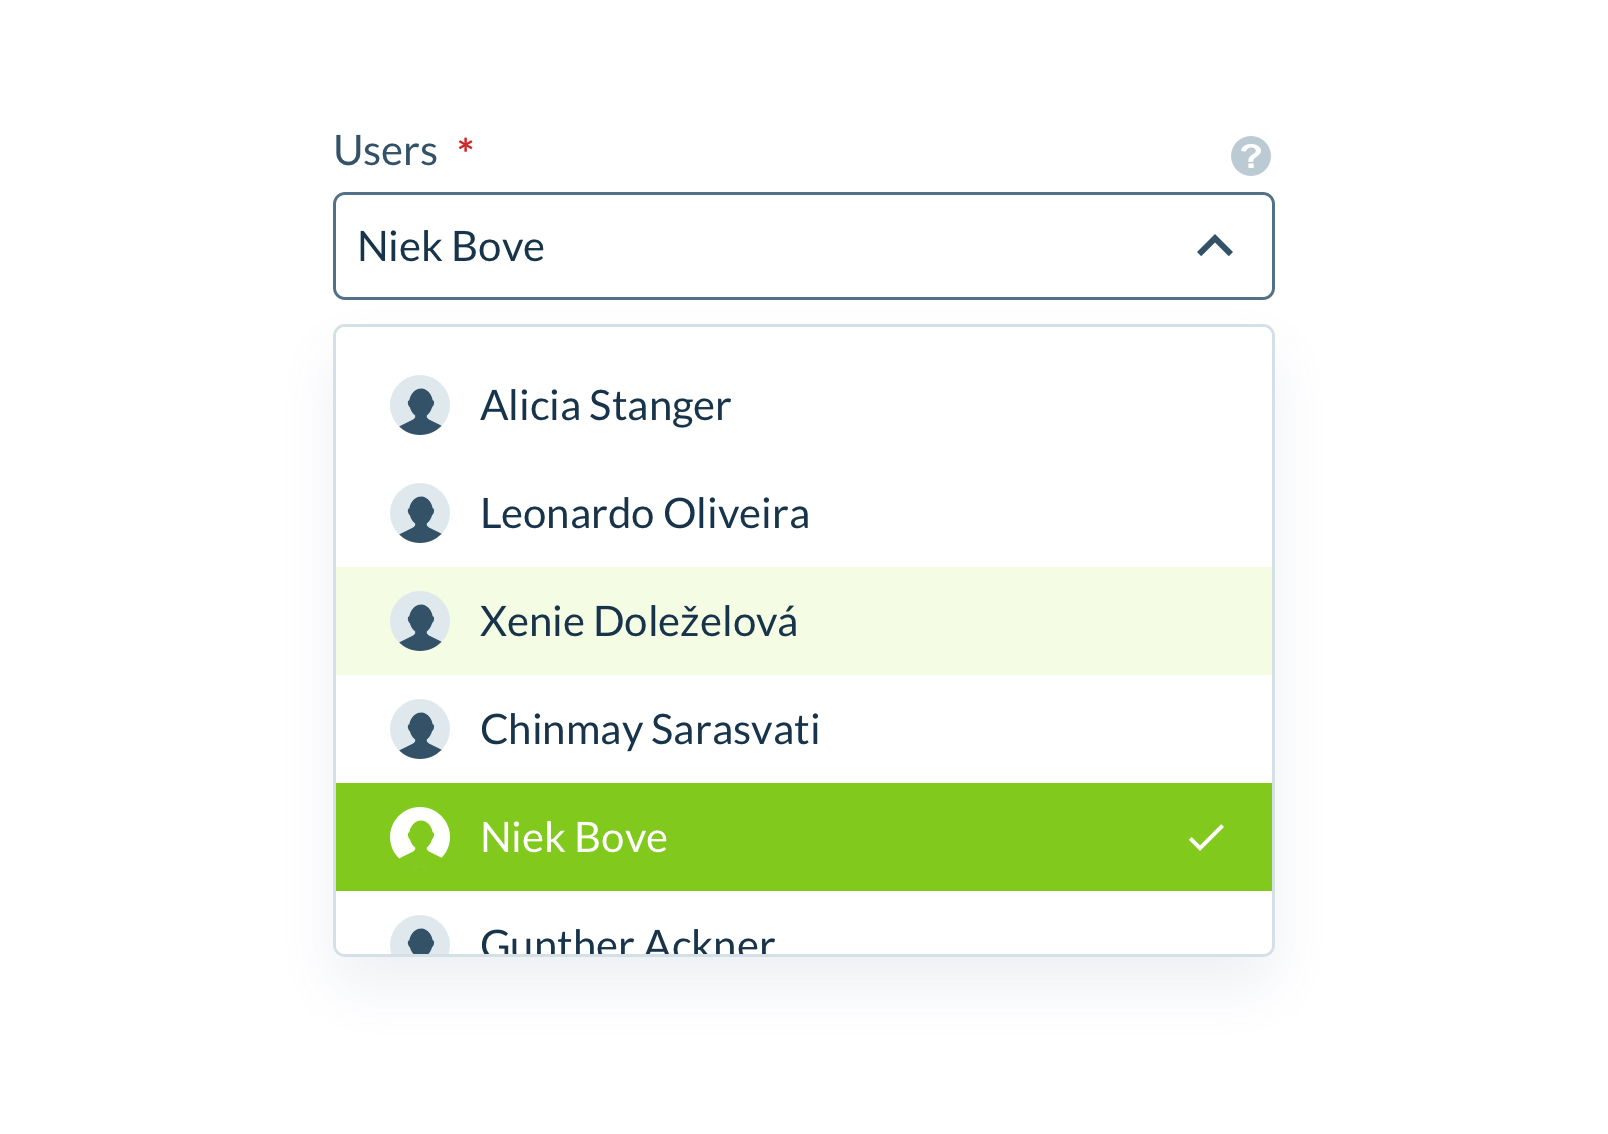 Users *
?
Niek Bove
Alicia Stanger
Leonardo Oliveira
Xenie Doleželová
Chinmay Sarasvati
Niek Bove
Gunther Ackner